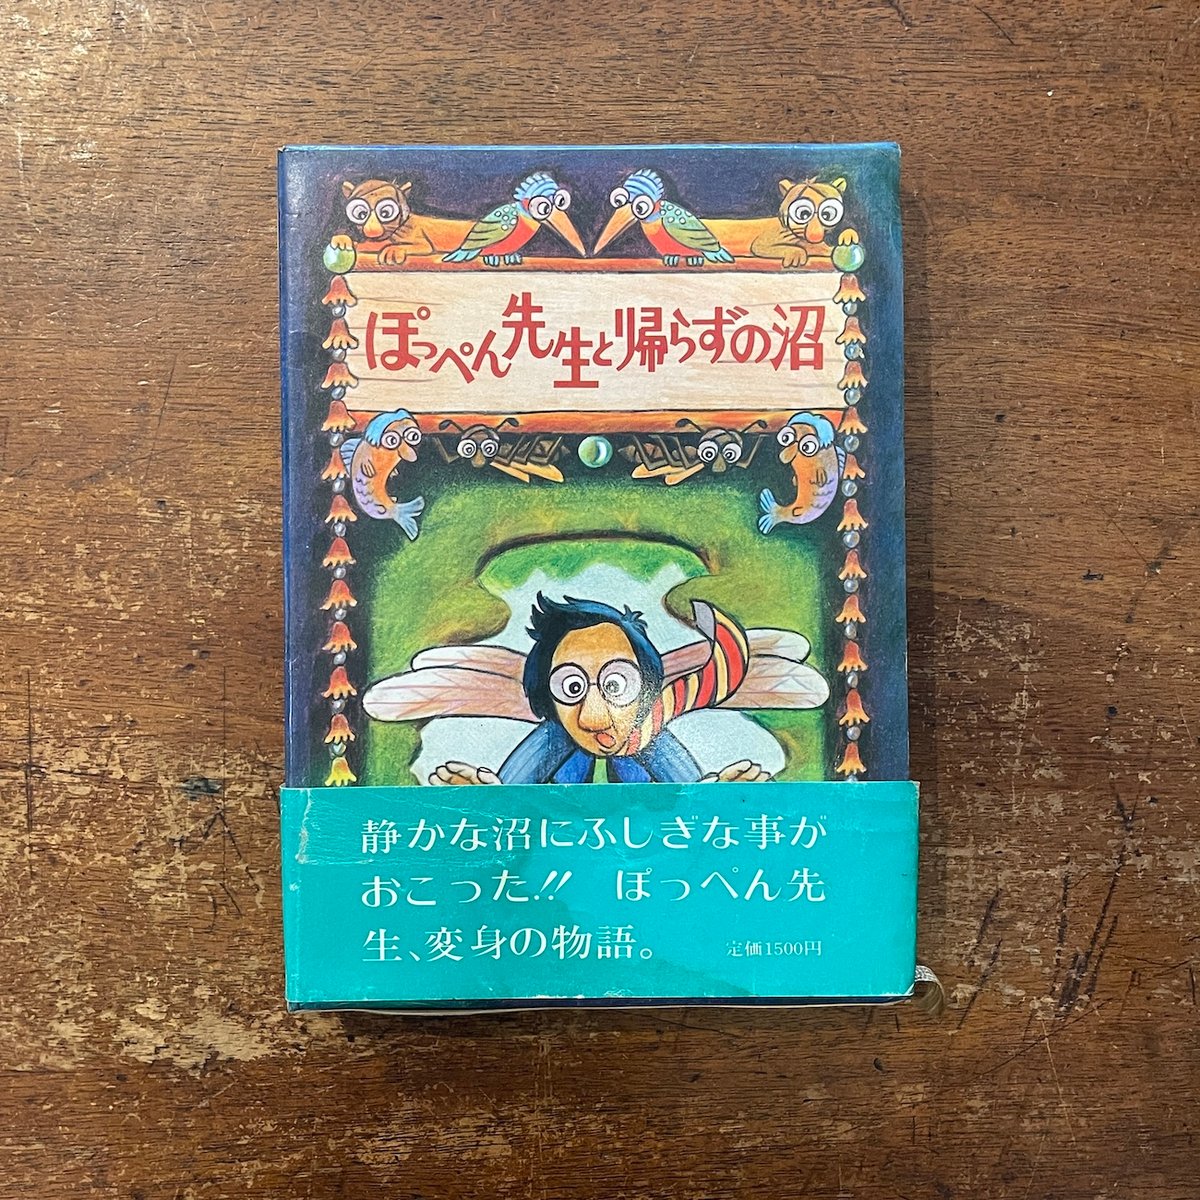 ぽっぺん先生と帰らずの沼
静かな沼にふしぎな事が
おこった!! ぽっぺん先
生、変身の物語。 定価1500円